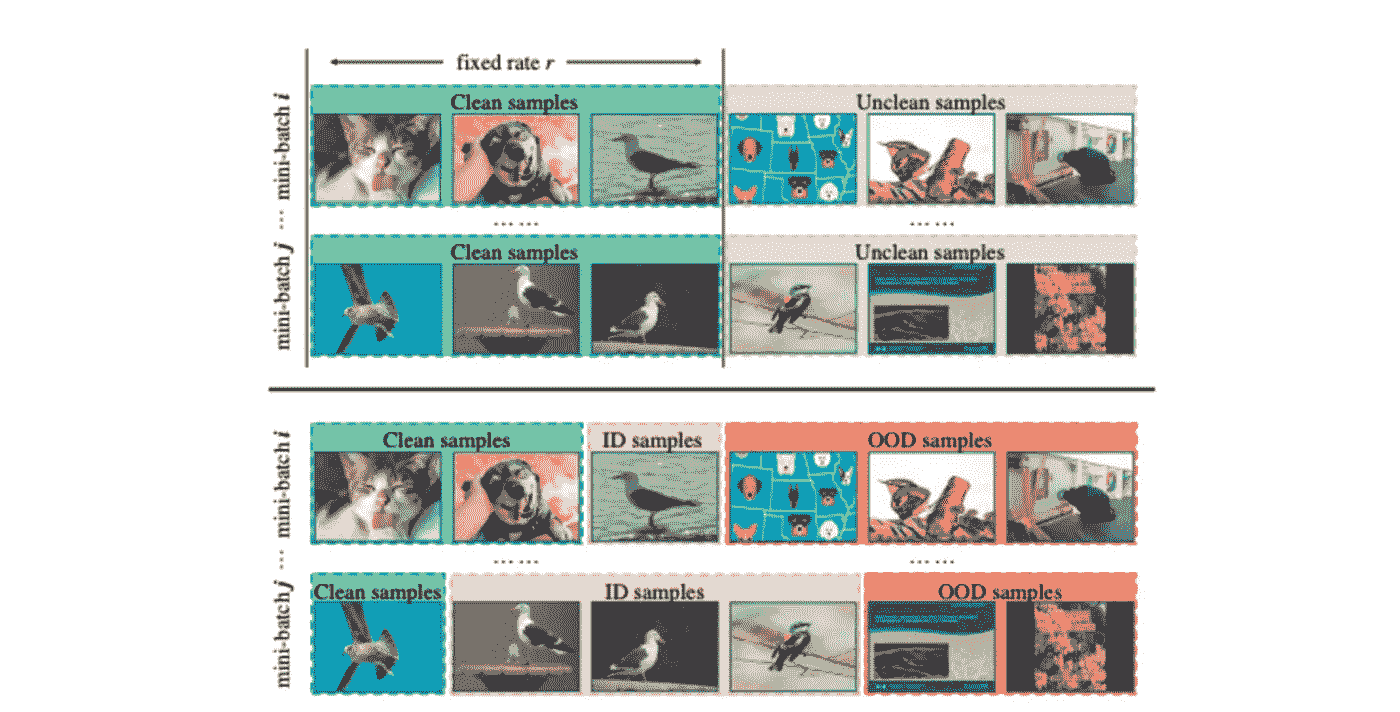 fixed rate r
mini-batch i
Clean samples
Unclean samples
...
... ...
... ...
mini-batch j
Clean samples
Unclean samples
mini-batch i
Clean samples
ID samples
OOD samples
...
... ...
... ...
mini-batch j
Clean samples
ID samples
OOD samples